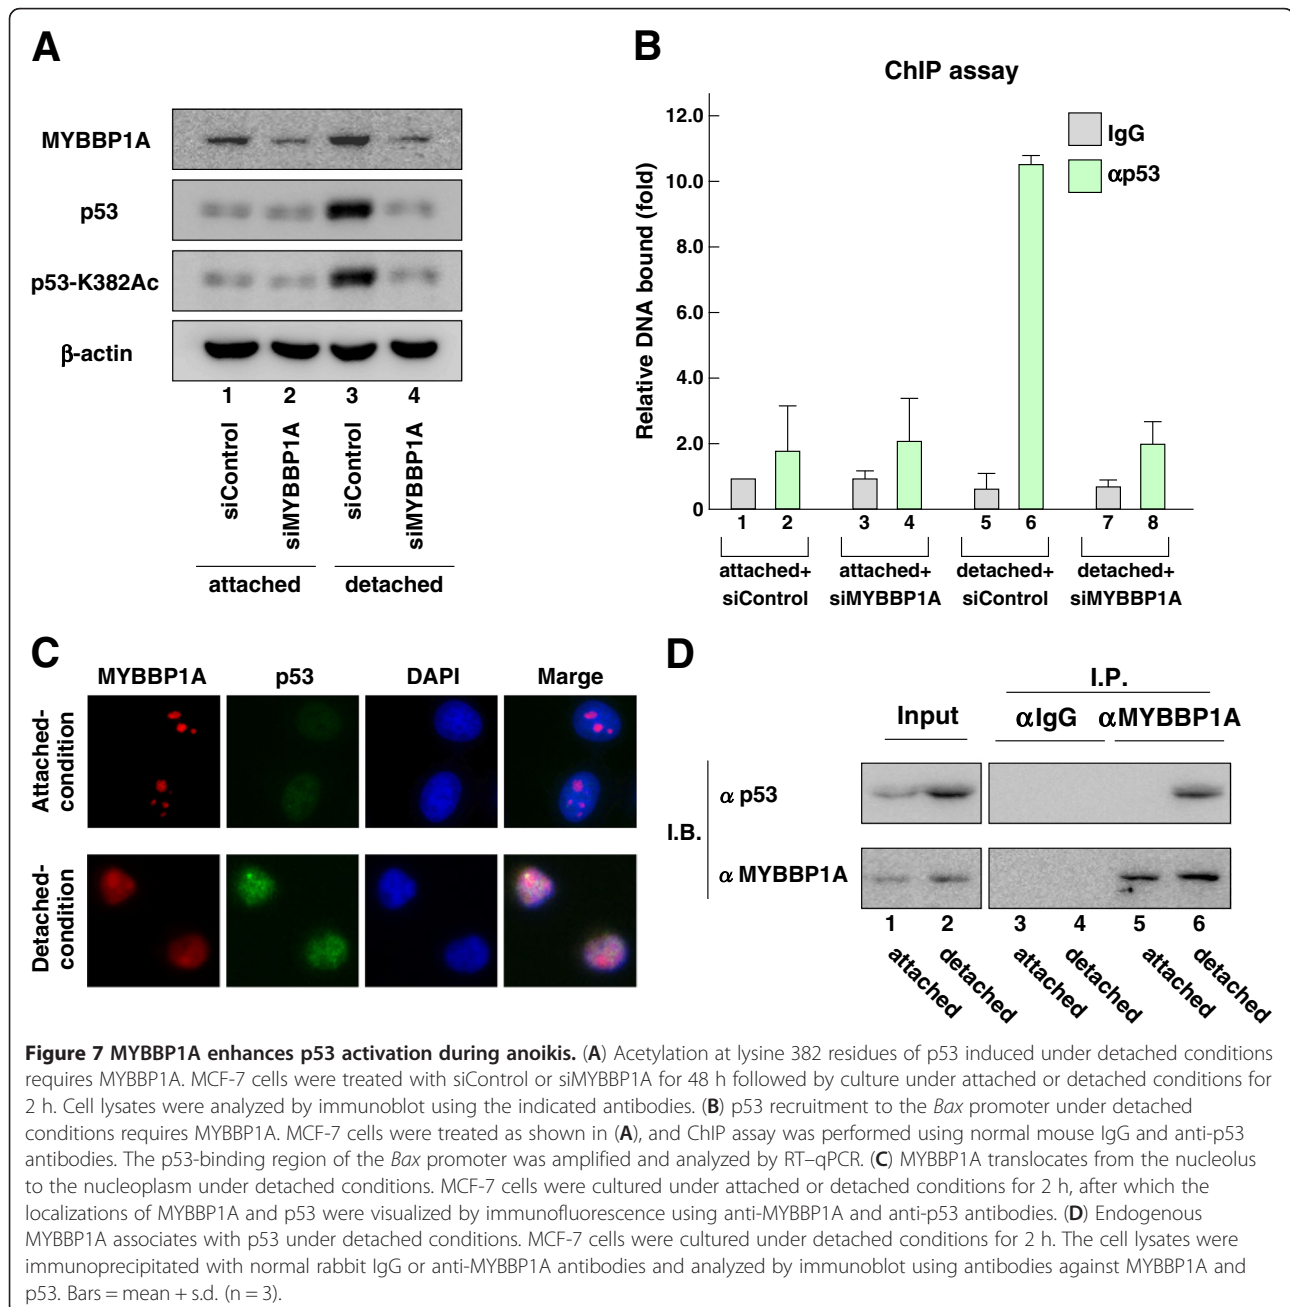 A
MYBBP1A
p53
p53-K382Ac
β-actin
1 2 3 4
siControl
siMYBBP1A
siControl
siMYBBP1A
attached detached
B
ChIP assay
Relative DNA bound (fold)
12.0
10.0
8.0
6.0
4.0
2.0
0
IgG
αp53
1 2 3 4 5 6 7 8
attached+ attached+ detached+ detached+
siControl siMYBBP1A siControl siMYBBP1A
C
MYBBP1A p53 DAPI Marge
Attached-
condition
Detached-
condition
D
I.P.
Input αIgG αMYBBP1A
I.B.
α p53
α MYBBP1A
1 2 3 4 5 6
attached
detached
attached
detached
attached
detached
Figure 7 MYBBP1A enhances p53 activation during anoikis. (A) Acetylation at lysine 382 residues of p53 induced under detached conditions
requires MYBBP1A. MCF-7 cells were treated with siControl or siMYBBP1A for 48 h followed by culture under attached or detached conditions for
2 h. Cell lysates were analyzed by immunoblot using the indicated antibodies. (B) p53 recruitment to the Bax promoter under detached
conditions requires MYBBP1A. MCF-7 cells were treated as shown in (A), and ChIP assay was performed using normal mouse IgG and anti-p53
antibodies. The p53-binding region of the Bax promoter was amplified and analyzed by RT–qPCR. (C) MYBBP1A translocates from the nucleolus
to the nucleoplasm under detached conditions. MCF-7 cells were cultured under attached or detached conditions for 2 h, after which the
localizations of MYBBP1A and p53 were visualized by immunofluorescence using anti-MYBBP1A and anti-p53 antibodies. (D) Endogenous
MYBBP1A associates with p53 under detached conditions. MCF-7 cells were cultured under detached conditions for 2 h. The cell lysates were
immunoprecipitated with normal rabbit IgG or anti-MYBBP1A antibodies and analyzed by immunoblot using antibodies against MYBBP1A and
p53. Bars = mean + s.d. (n = 3).